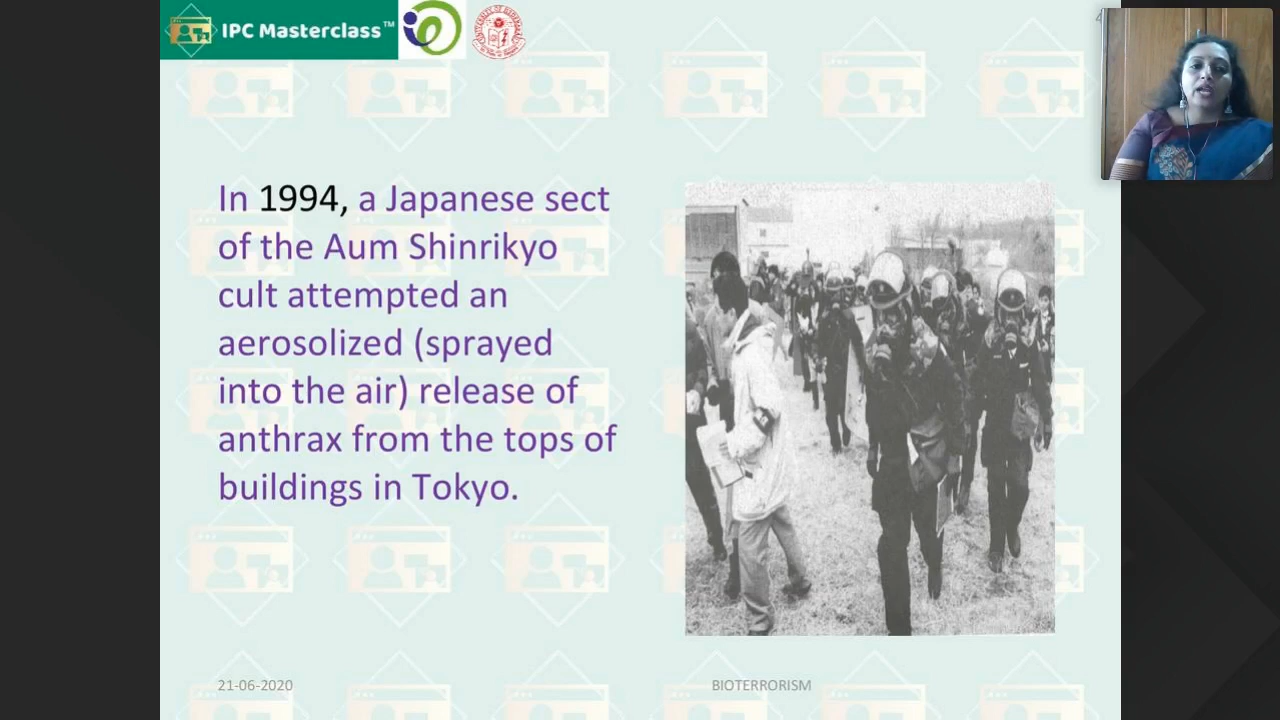 IPC Masterclass™
In 1994, a Japanese sect
of the Aum Shinrikyo
cult attempted an
aerosolized (sprayed
into the air) release of
anthrax from the tops of
buildings in Tokyo.
21-06-2020
BIOTERRORISM